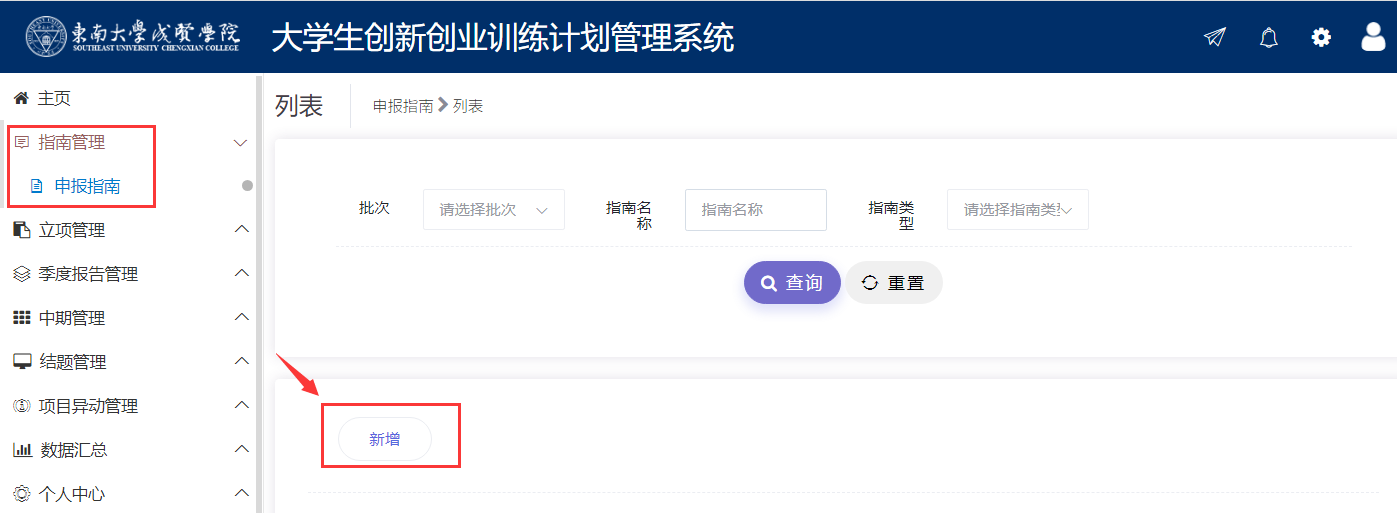 東南大學成賢學院
SOUTHEAST UNIVERSITY CHENGXIAN COLLEGE
大学生创新创业训练计划管理系统
主页
指南管理
申报指南
立项管理
季度报告管理
中期管理
结题管理
项目异动管理
数据汇总
个人中心
列表
申报指南 列表
批次
请选择批次
指南名
称
指南名称
指南类
型
请选择指南类
查询
重置
新增